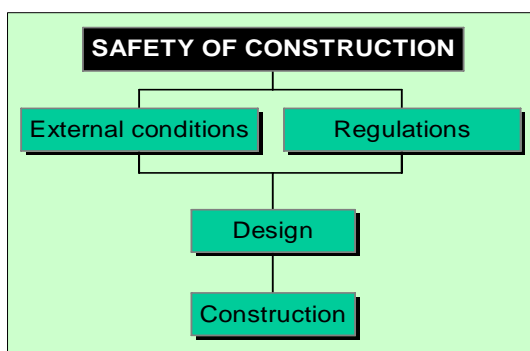 SAFETY OF CONSTRUCTION
External conditions
Regulations
Design
Construction